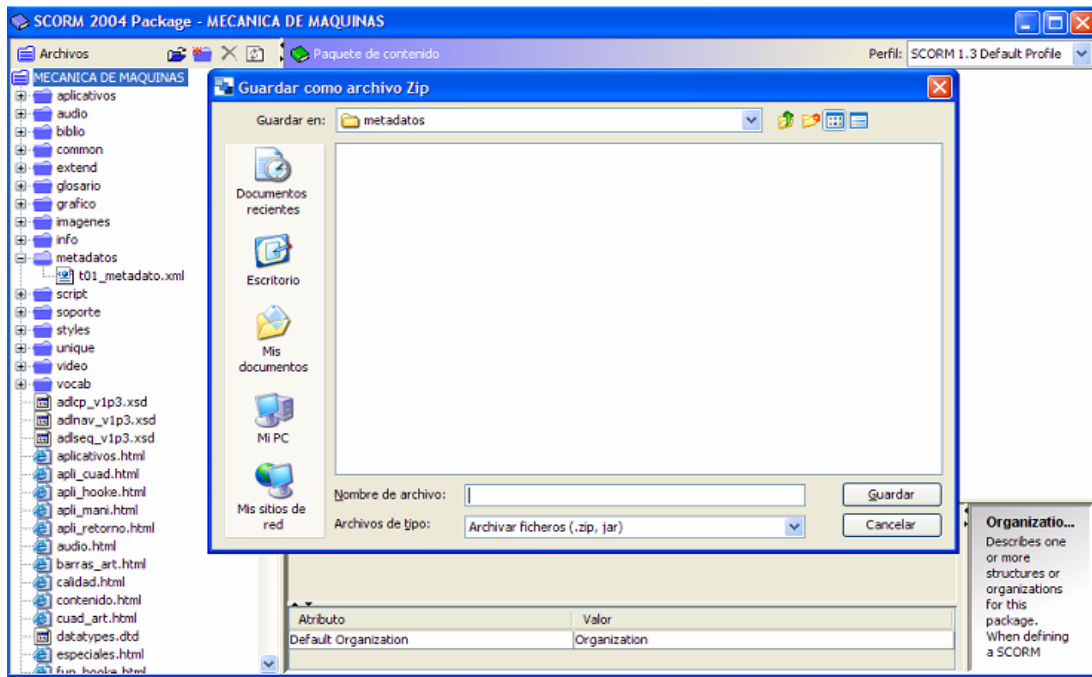 SCORM 2004 Package - MECANICA DE MAQUINAS
Archivos
Paquete de contenido
Perfil: SCORM 1.3 Default Profile
MECANICA DE MAQUINAS
aplicativos
audio
biblio
common
extend
glosario
grafico
imagenes
info
metadatos
t01_metadato.xml
script
soporte
styles
unique
video
vocab
adlcp_v1p3.xsd
adlnav_v1p3.xsd
adlseq_v1p3.xsd
aplicativos.html
apli_cuad.html
apli_hooke.html
apli_mani.html
apli_retorno.html
audio.html
barras_art.html
calidad.html
contenido.html
cuad_art.html
datatypes.dtd
especiales.html
fun_hooke.html
Guardar como archivo Zip
Guardar en: metadatos
Documentos
recientes
Escritorio
Mis
documentos
Mi PC
Mis sitios de
red
Nombre de archivo:
Guardar
Archivos de tipo: Archivar ficheros (.zip, jar)
Cancelar
Atributo Valor
Default Organization Organization
Organizatio...
Describes one
or more
structures or
organizations
for this
package.
When defining
a SCORM